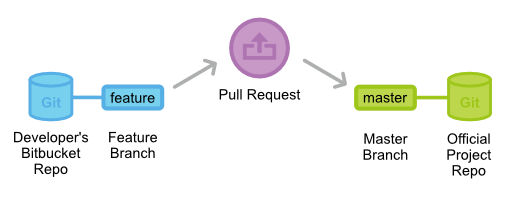 Git
feature
Pull Request
master
Git
Developer's
Bitbucket
Repo
Feature
Branch
Master
Branch
Official
Project
Repo